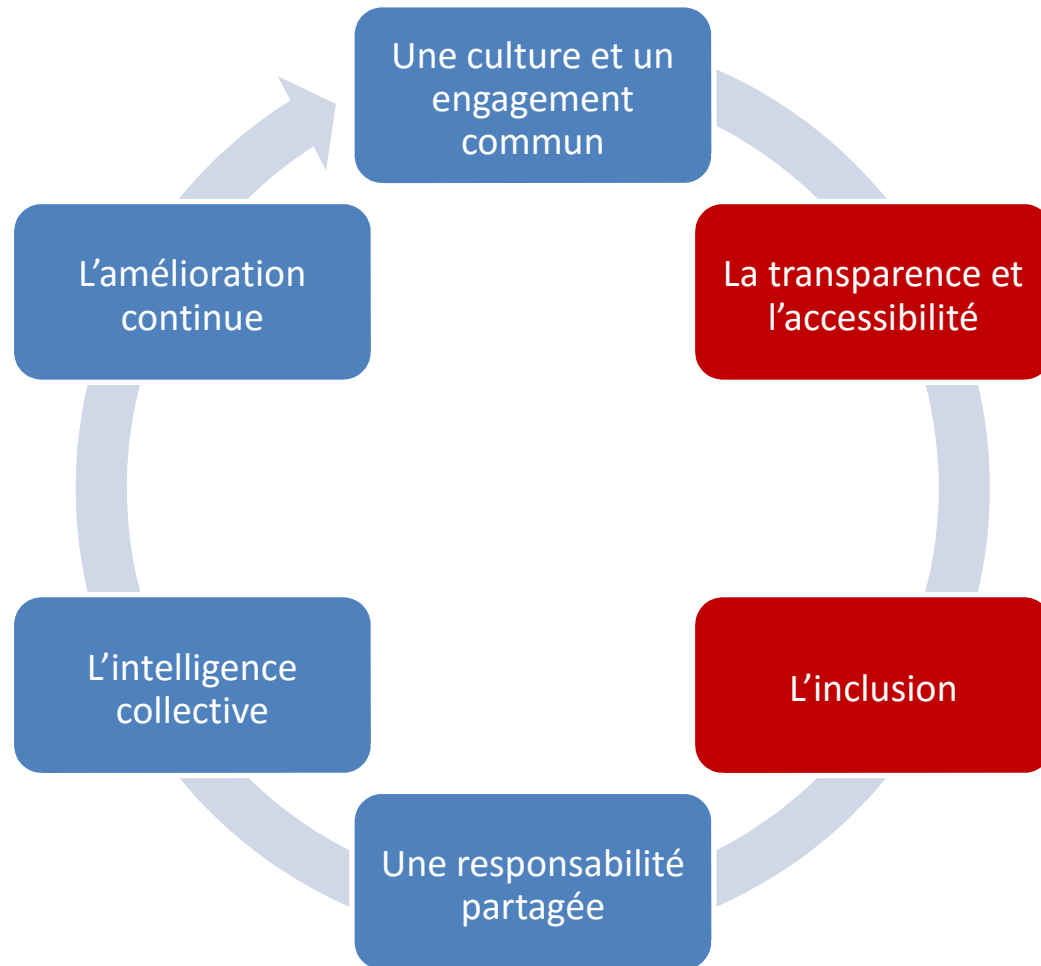 Une culture et un
engagement
commun
La transparence et
l’accessibilité
L’inclusion
Une responsabilité
partagée
L’intelligence
collective
L’amélioration
continue